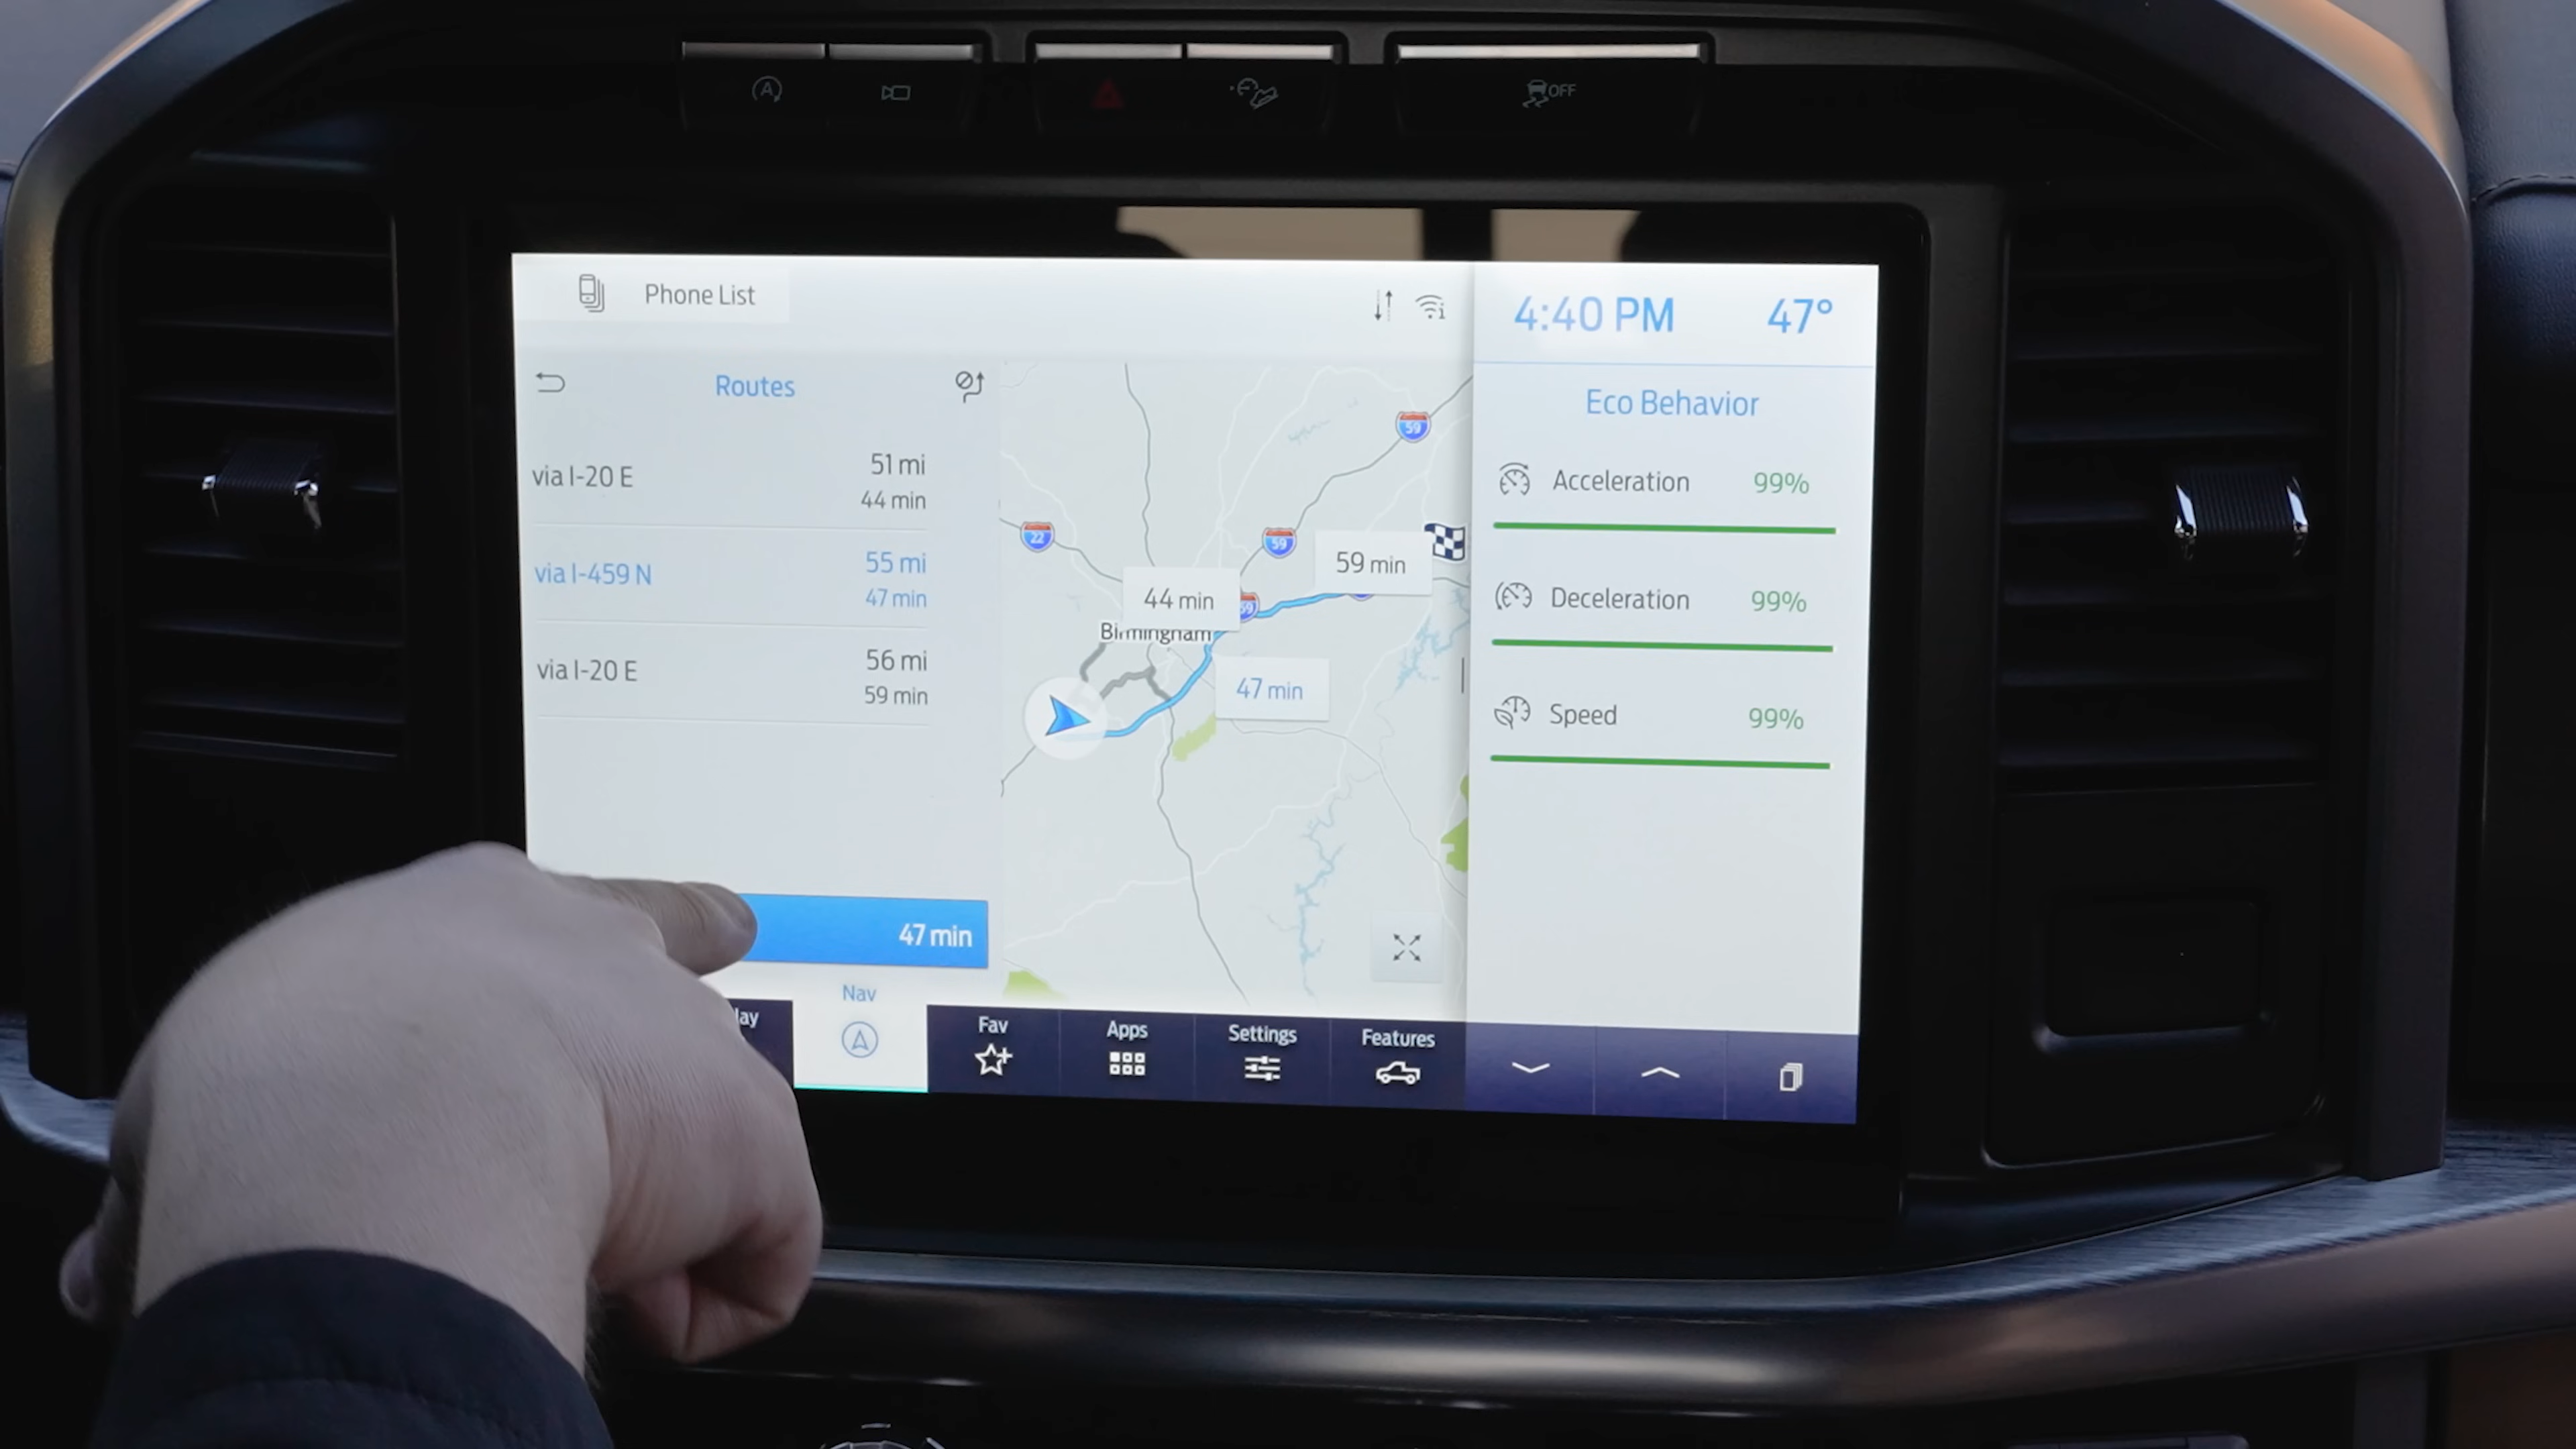 A
OFF
Phone List
4:40 PM 47°
Routes
via I-20 E
51 mi
44 min
via I-459 N
55 mi
47 min
via I-20 E
56 mi
59 min
47 min
59
22
59
59 min
44 min
59
Birmingham
47 min
Eco Behavior
Acceleration 99%
Deceleration 99%
Speed 99%
Nav
Fav
Apps
Settings
Features